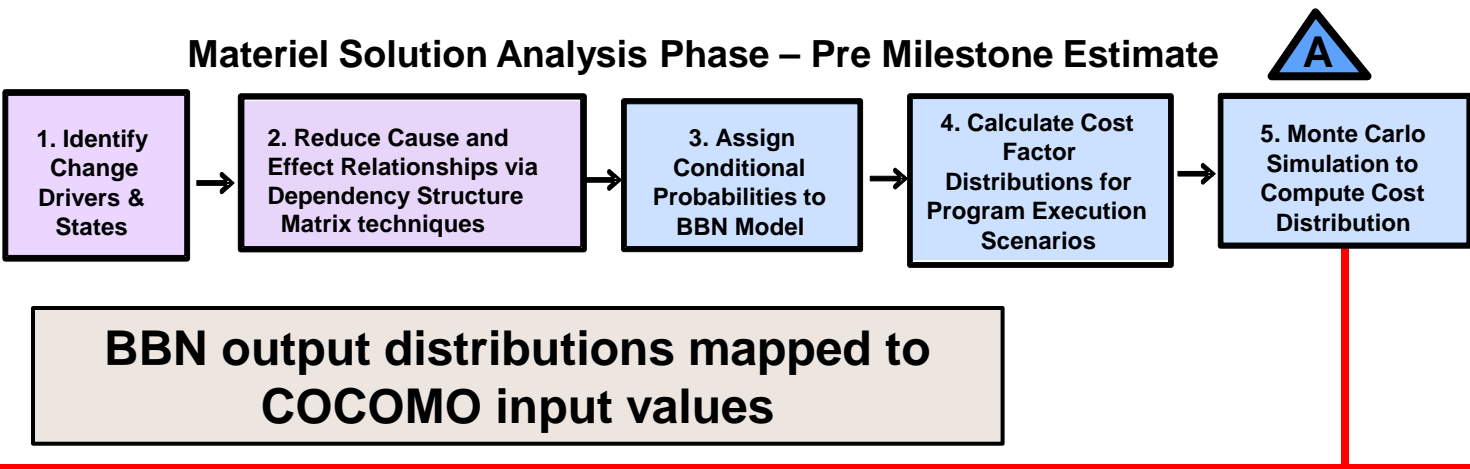 Materiel Solution Analysis Phase – Pre Milestone Estimate
A
1. Identify
Change
Drivers &
States
2. Reduce Cause and
Effect Relationships via
Dependency Structure
Matrix techniques
3. Assign
Conditional
Probabilities to
BBN Model
4. Calculate Cost
Factor
Distributions for
Program Execution
Scenarios
5. Monte Carlo
Simulation to
Compute Cost
Distribution
BBN output distributions mapped to
COCOMO input values